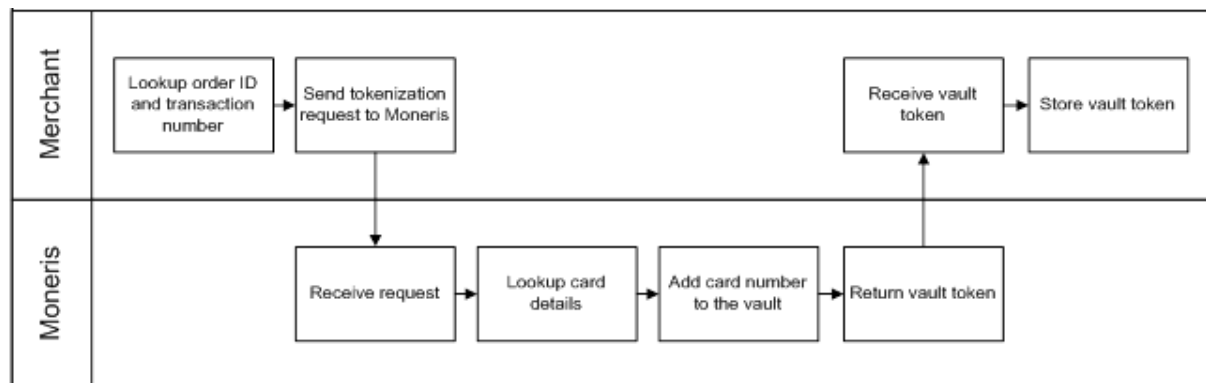 Merchant
Lookup order ID
and transaction
number
Send tokenization
request to Moneris
Receive vault
token
Store vault token
Moneris
Receive request
Lookup card
details
Add card number
to the vault
Return vault token